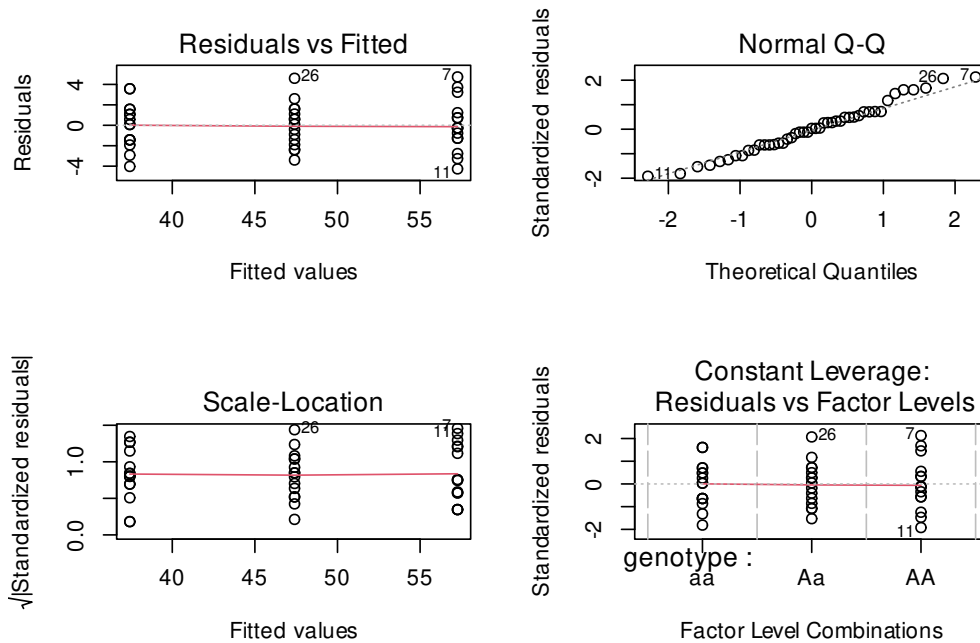 Residuals vs Fitted
Residuals
-4 0 4
26
7
11
40 45 50 55
Fitted values
Normal Q-Q
Standardized residuals
-2 0 2
11
26
7
-2 -1 0 1 2
Theoretical Quantiles
Scale-Location
√|Standardized residuals|
0.0 1.0
26
7
11
40 45 50 55
Fitted values
Constant Leverage:
Residuals vs Factor Levels
Standardized residuals
-2 0 2
26
7
11
genotype :
aa Aa AA
Factor Level Combinations